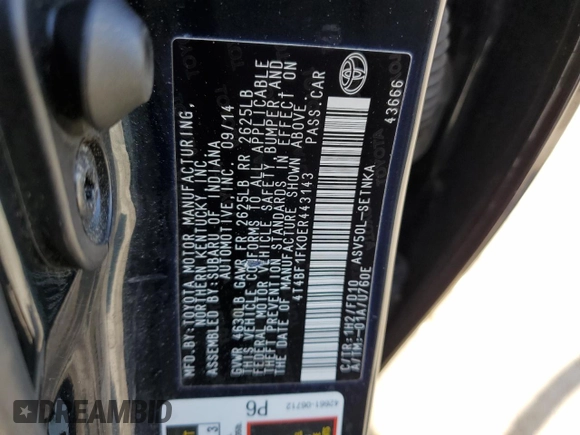 MFD.BY:TOYOTA MOTOR MANUFACTURING,
NORTHERN KENTUCKY, INC.
ASSEMBLED BY:SUBARU OF INDIANA
AUTOMOTIVE,INC. 09/14
GVWR 4630LB GAWR FR 2625LB RR 2625LB
THIS VEHICLE CONFORMS TO ALL APPLICABLE
FEDERAL MOTOR VEHICLE SAFETY, BUMPER AND
THEFT PREVENTION STANDARDS IN EFFECT ON
THE DATE OF MANUFACTURE SHOWN ABOVE.
4T4BF1FK0ER443143 PASS.CAR
C/TR:1H2/FD10 ASV50L-SETNKA
A/TM:-01A/U760E
43666
P6
42661-06712
DREAMBID